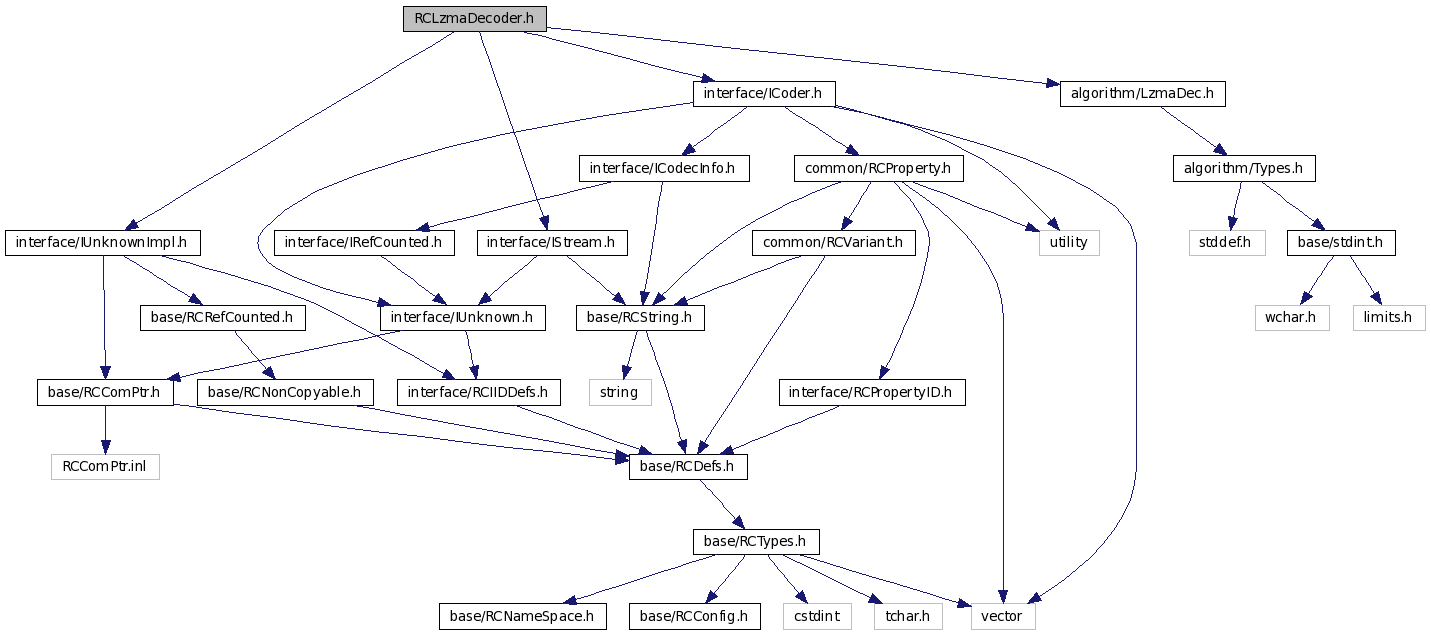 RCLzmaDecoder.h
interface/ICoder.h
algorithm/LzmaDec.h
interface/ICodecInfo.h
common/RCProperty.h
algorithm/Types.h
interface/IUnknownImpl.h
interface/IRefCounted.h
interface/IStream.h
common/RCVariant.h
utility
stddef.h
base/stdint.h
base/RCRefCounted.h
interface/IUnknown.h
base/RCString.h
wchar.h
limits.h
base/RCComPtr.h
base/RCNonCopyable.h
interface/RCIIDDefs.h
string
interface/RCPropertyID.h
RCComPtr.inl
base/RCDefs.h
base/RCTypes.h
base/RCNameSpace.h
base/RCConfig.h
cstdint
tchar.h
vector